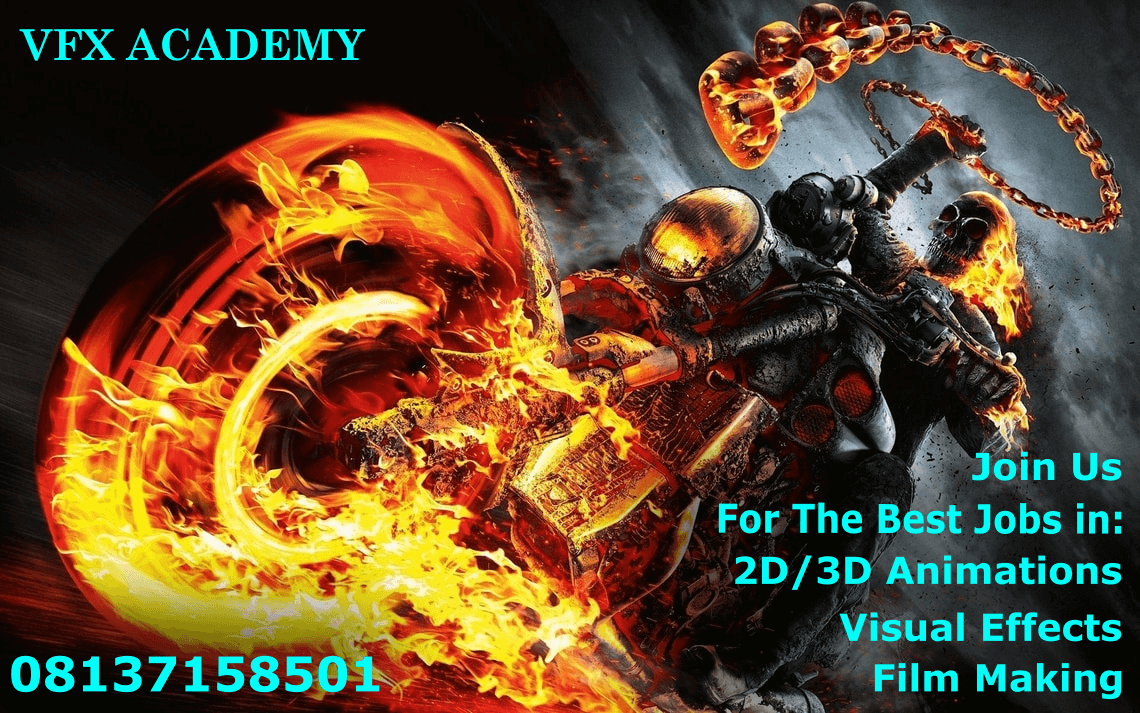 VFX ACADEMY
Join Us
For The Best Jobs in:
2D/3D Animations
Visual Effects
Film Making
08137158501